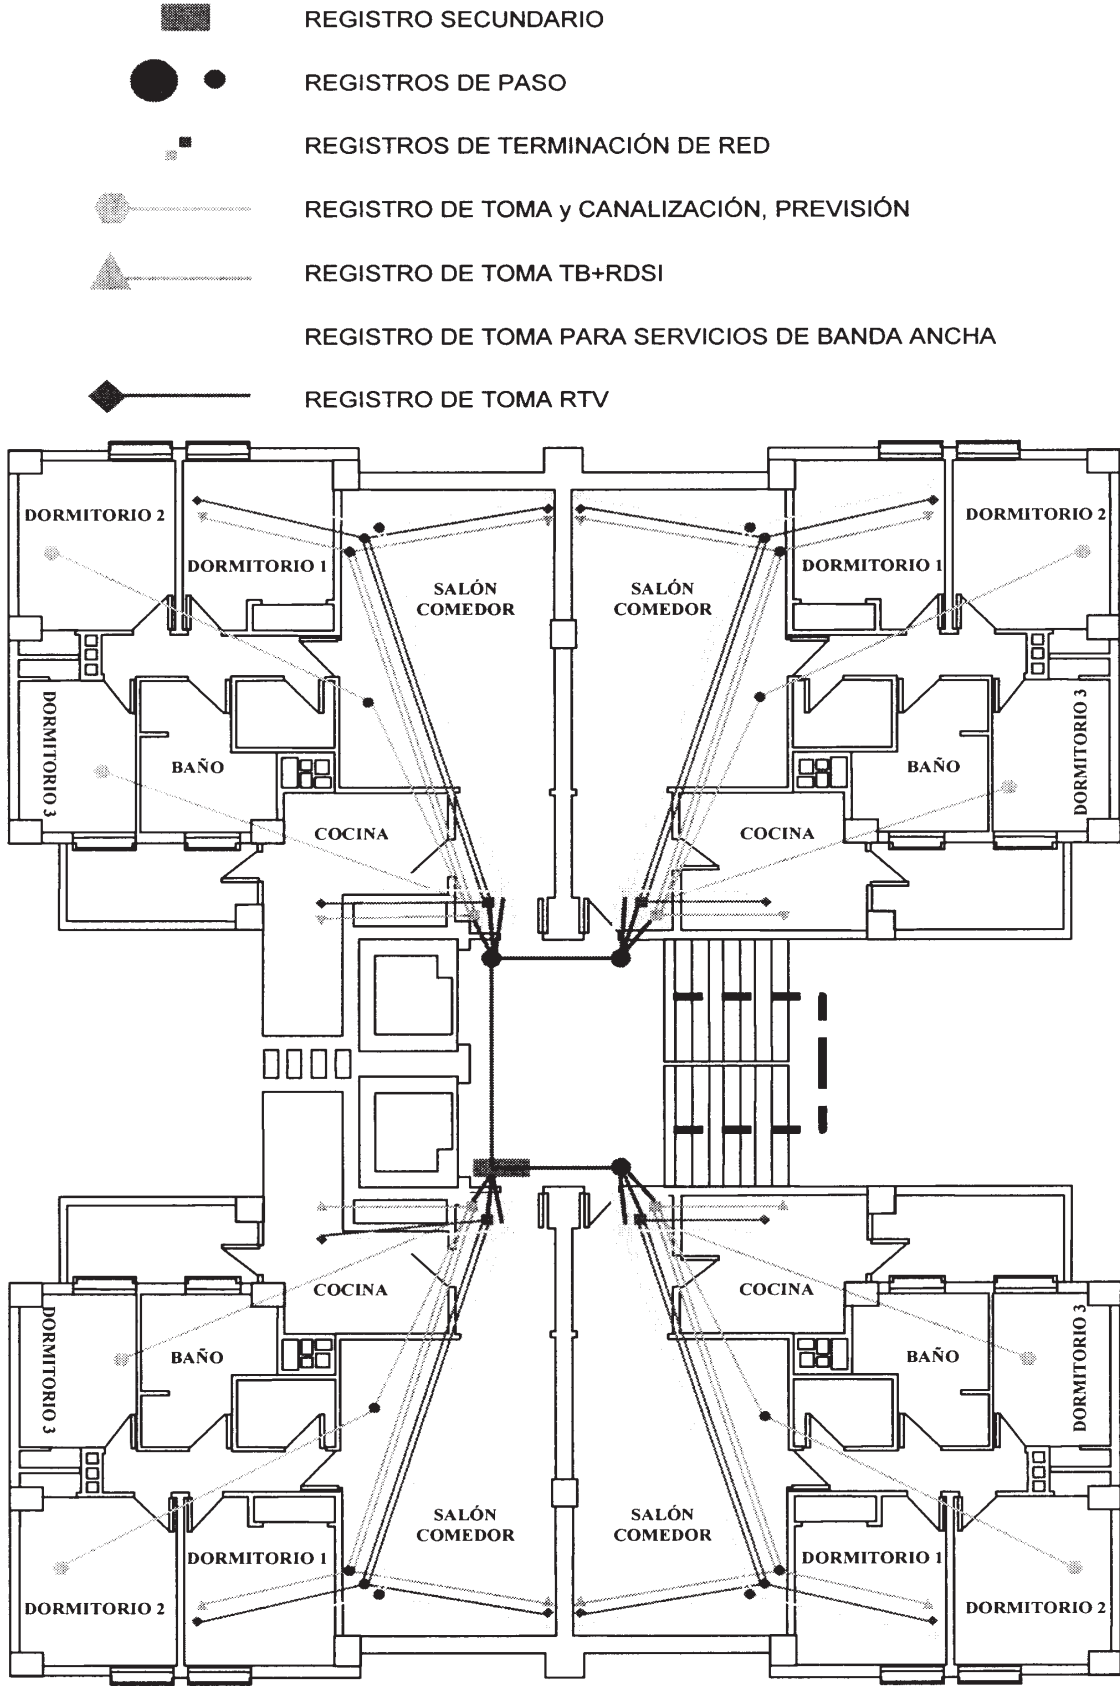 REGISTRO SECUNDARIO
REGISTROS DE PASO
REGISTROS DE TERMINACIÓN DE RED
REGISTRO DE TOMA y CANALIZACIÓN, PREVISIÓN
REGISTRO DE TOMA TB+RDSI
REGISTRO DE TOMA PARA SERVICIOS DE BANDA ANCHA
REGISTRO DE TOMA RTV
DORMITORIO 2
DORMITORIO 1
SALÓN
COMEDOR
SALÓN
COMEDOR
DORMITORIO 1
DORMITORIO 2
DORMITORIO 3
BAÑO
COCINA
COCINA
BAÑO
DORMITORIO 3
DORMITORIO 3
BAÑO
COCINA
COCINA
BAÑO
DORMITORIO 3
DORMITORIO 2
DORMITORIO 1
SALÓN
COMEDOR
SALÓN
COMEDOR
DORMITORIO 1
DORMITORIO 2